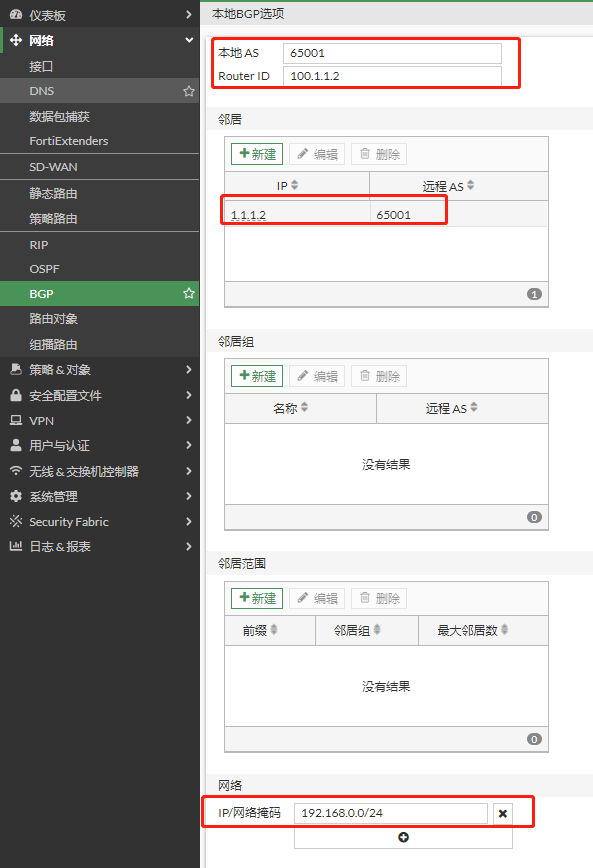 仪表板
网络
接口
DNS
数据包捕获
FortiExtenders
SD-WAN
静态路由
策略路由
RIP
OSPF
BGP
路由对象
组播路由
策略 & 对象
安全配置文件
VPN
用户与认证
无线 & 交换机控制器
系统管理
Security Fabric
日志 & 报表
本地BGP选项
本地 AS 65001
Router ID 100.1.1.2
邻居
新建 编辑 删除
IP 远程 AS
1.1.1.2 65001
1
邻居组
新建 编辑 删除
名称 远程 AS
没有结果
0
邻居范围
新建 编辑 删除
前缀 邻居组 最大邻居数
没有结果
0
网络
IP/网络掩码 192.168.0.0/24